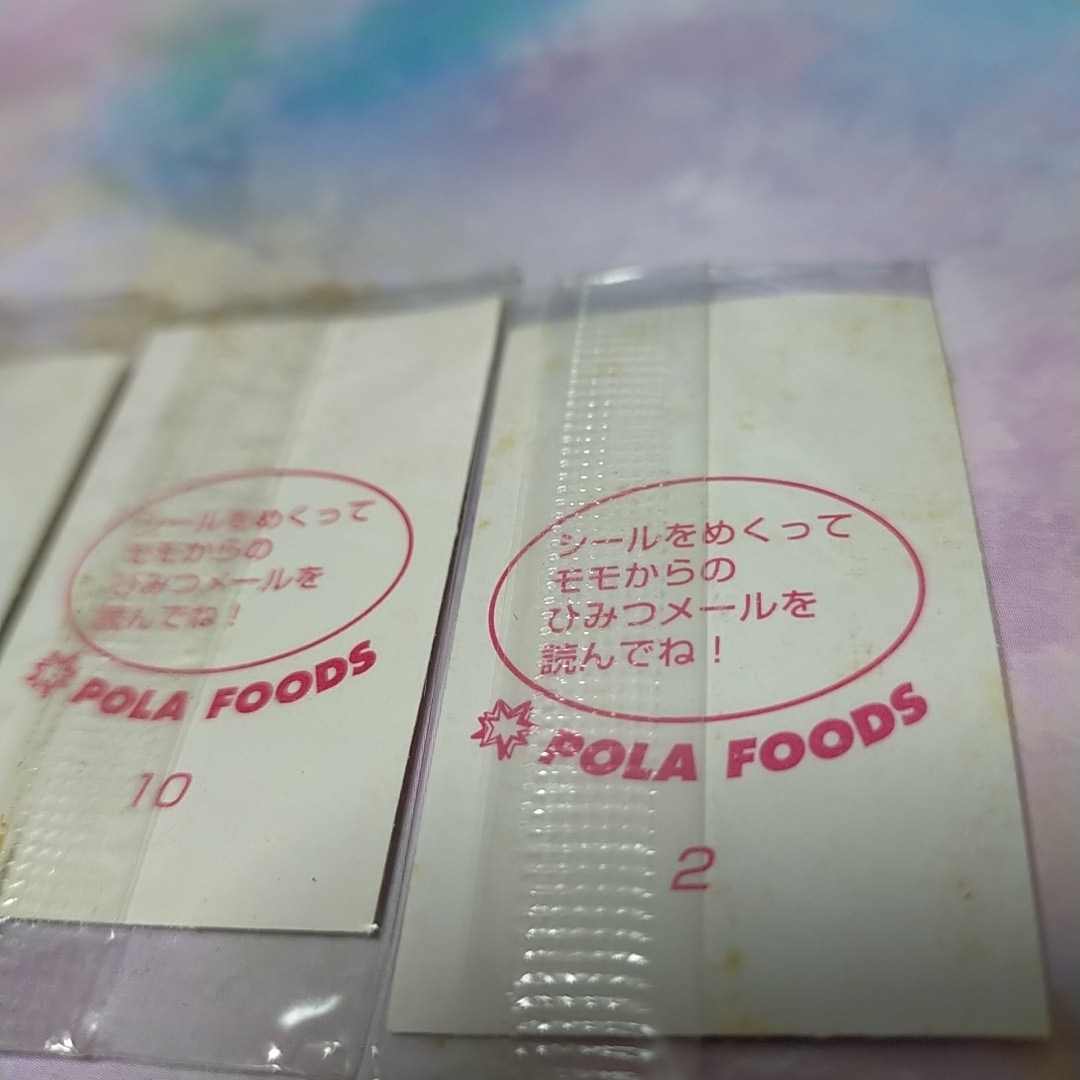 シールをめくって
モモからの
ひみつメールを
読んでね！
POLA FOODS
10
シールをめくって
モモからの
ひみつメールを
読んでね！
POLA FOODS
2